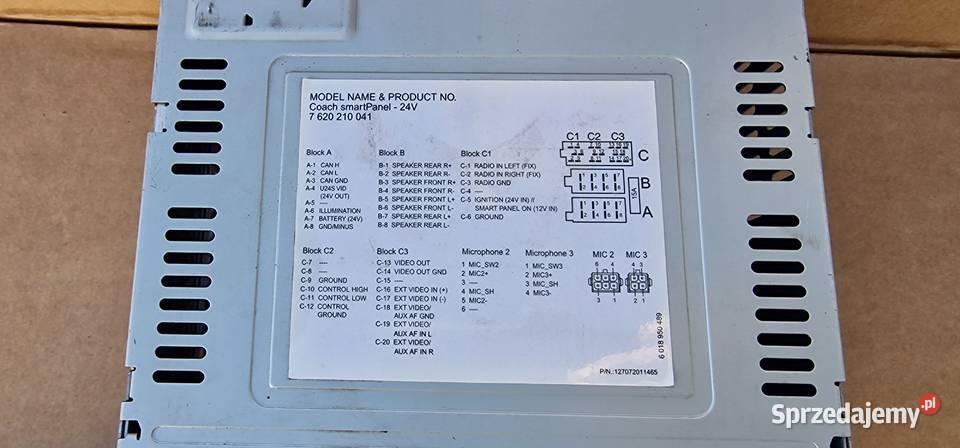 MODEL NAME & PRODUCT NO.
Coach smartPanel - 24V
7 620 210 041
Block A
A-1 CAN H
A-2 CAN L
A-3 CAN GND
A-4 U24S VID
(24V OUT)
A-5 ----
A-6 ILLUMINATION
A-7 BATTERY (24V)
A-8 GND/MINUS
Block B
B-1 SPEAKER REAR R+
B-2 SPEAKER REAR R-
B-3 SPEAKER FRONT R+
B-4 SPEAKER FRONT R-
B-5 SPEAKER FRONT L+
B-6 SPEAKER FRONT L-
B-7 SPEAKER REAR L+
B-8 SPEAKER REAR L-
Block C1
C-1 RADIO IN LEFT (FIX)
C-2 RADIO IN RIGHT (FIX)
C-3 RADIO GND
C-4 ----
C-5 IGNITION (24V IN) //
SMART PANEL ON (12V IN)
C-6 GROUND
C1 C2 C3
C
B
15A
A
Block C2
C-7 ----
C-8 ----
C-9 GROUND
C-10 CONTROL HIGH
C-11 CONTROL LOW
C-12 CONTROL
GROUND
Block C3
C-13 VIDEO OUT
C-14 VIDEO OUT GND
C-15 ----
C-16 EXT VIDEO IN (+)
C-17 EXT VIDEO IN (-)
C-18 EXT VIDEO/
AUX AF GND
C-19 EXT VIDEO/
AUX AF IN L
C-20 EXT VIDEO/
AUX AF IN R
Microphone 2
1 MIC_SW2
2 MIC2+
3 ----
4 MIC_SH
5 MIC2-
6 ----
Microphone 3
1 MIC_SW3
2 MIC3+
3 MIC_SH
4 MIC3-
MIC 2
6 4
3 1
MIC 3
4 3
2 1
6 018 950 489
P/N.:127072011465
Sprzedajemy.pl